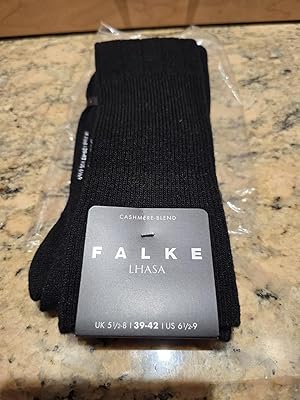 CASHMERE BLEND
FALKE
LHASA
UK 5½-8 | 39-42 | US 6½-9